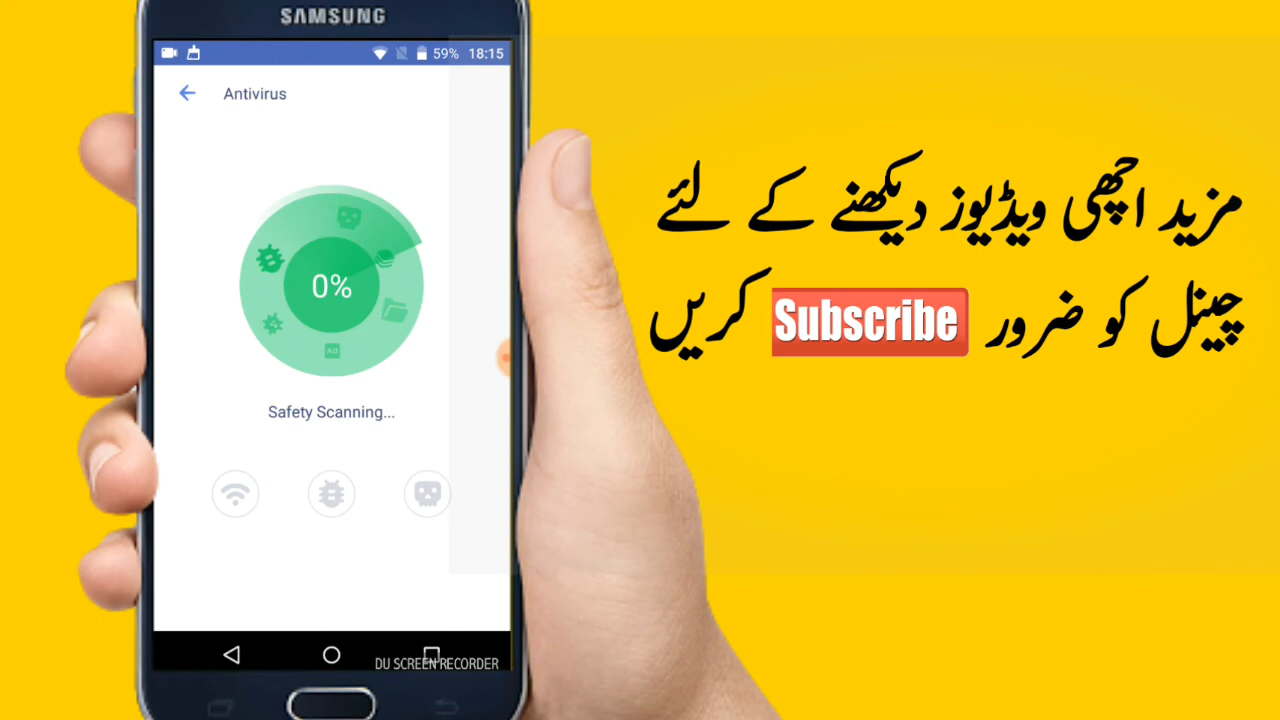 SAMSUNG
59% 18:15
Antivirus
AD
0%
Safety Scanning...
DU SCREEN RECORDER
مزید اچھی ویڈیوز دیکھنے کے لئے
چینل کو ضرور Subscribe کریں